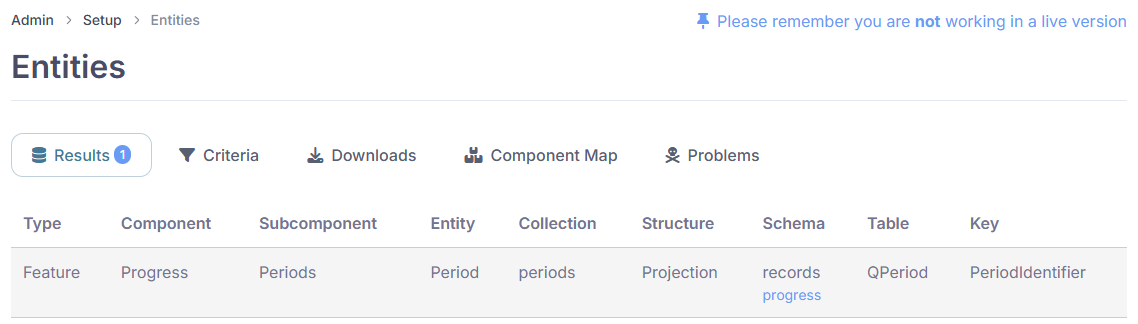 Admin > Setup > Entities
Please remember you are not working in a live version
Entities
Results 1 Criteria Downloads Component Map Problems
Type Component Subcomponent Entity Collection Structure Schema Table Key
Feature Progress Periods Period periods Projection records QPeriod PeriodIdentifier
progress